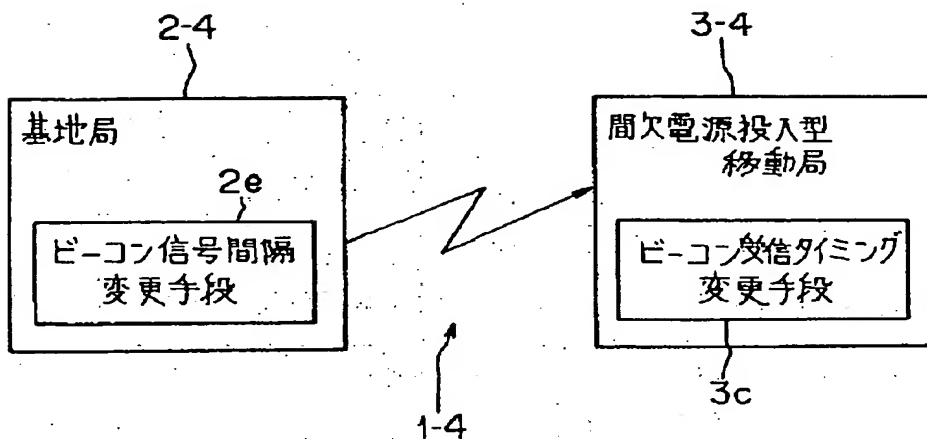 2-4
3-4
基地局
2e
ビーコン信号間隔
変更手段
間欠電源投入型
移動局
ビーコン受信タイミング
変更手段
3c
1-4